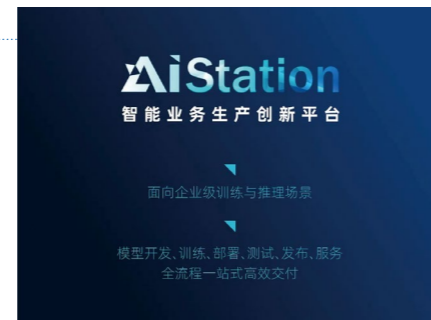 AiStation
智能业务生产创新平台
面向企业级训练与推理场景
模型开发、训练、部署、测试、发布、服务
全流程一站式高效交付